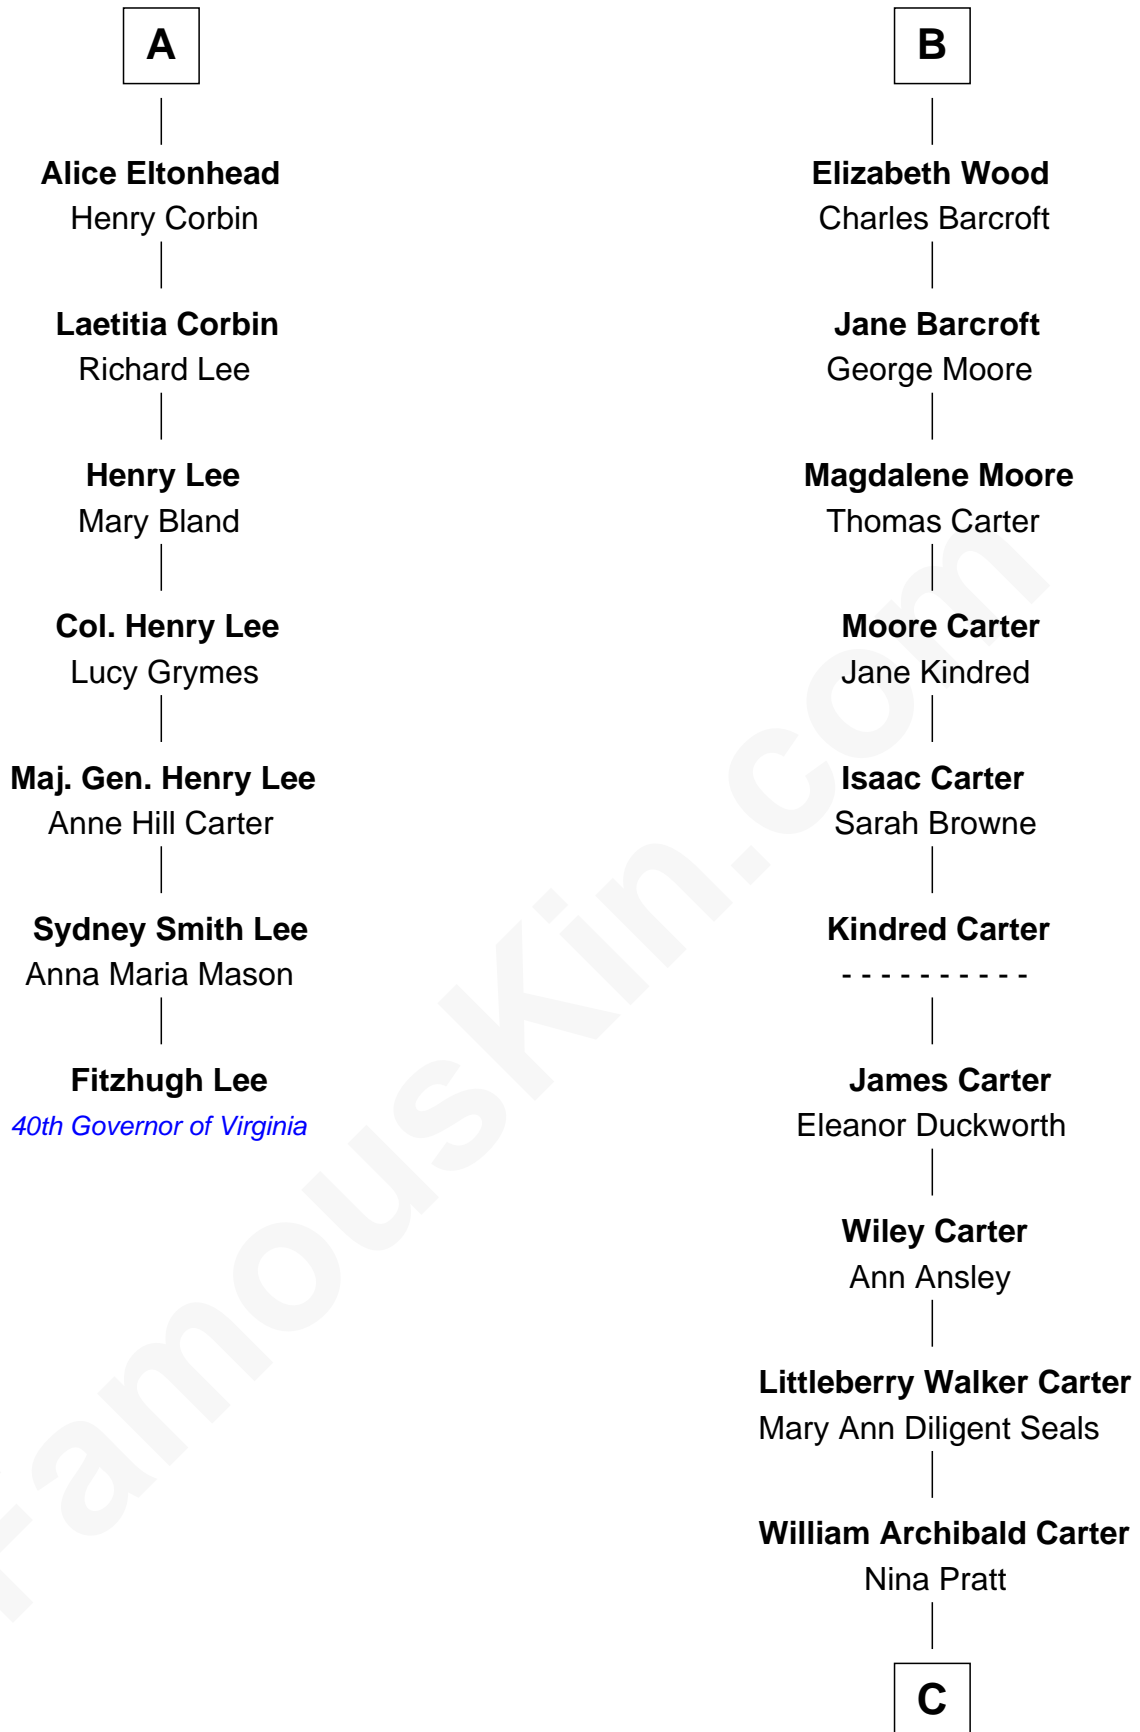 A
Alice Eltonhead
Henry Corbin
Laetitia Corbin
Richard Lee
Henry Lee
Mary Bland
Col. Henry Lee
Lucy Grymes
Maj. Gen. Henry Lee
Anne Hill Carter
Sydney Smith Lee
Anna Maria Mason
Fitzhugh Lee
40th Governor of Virginia
B
Elizabeth Wood
Charles Barcroft
Jane Barcroft
George Moore
Magdalene Moore
Thomas Carter
Moore Carter
Jane Kindred
Isaac Carter
Sarah Browne
Kindred Carter
- - - - - - - - - -
James Carter
Eleanor Duckworth
Wiley Carter
Ann Ansley
Littleberry Walker Carter
Mary Ann Diligent Seals
William Archibald Carter
Nina Pratt
C
FamousKin.com